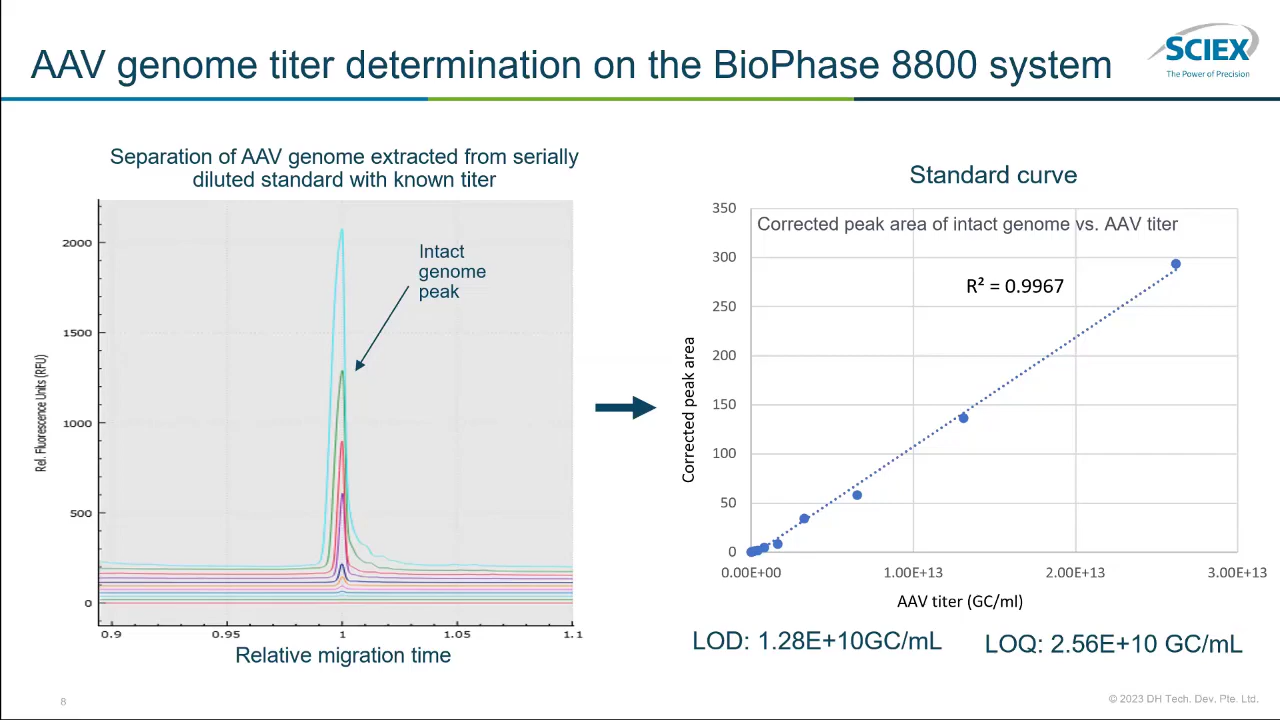 AAV genome titer determination on the BioPhase 8800 system
SCIEX
The Power of Precision
Separation of AAV genome extracted from serially
diluted standard with known titer
2000
1500
1000
500
0
Rel. Fluorescence Units (RFU)
Intact
genome
peak
0.9
0.95
1
1.05
1.1
Relative migration time
Standard curve
Corrected peak area of intact genome vs. AAV titer
R² = 0.9967
350
300
250
200
150
100
50
0
Corrected peak area
0.00E+00
1.00E+13
2.00E+13
3.00E+13
AAV titer (GC/ml)
LOD: 1.28E+10GC/mL
LOQ: 2.56E+10 GC/mL
8
© 2023 DH Tech. Dev. Pte. Ltd.